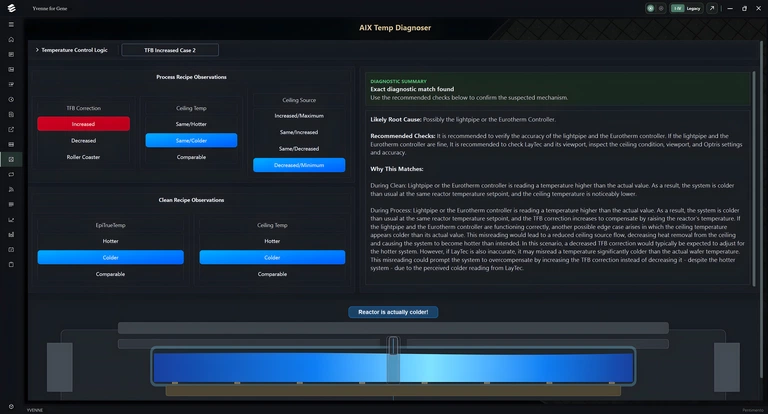 Yvenne for Gene
LW
Legacy
AIX Temp Diagnoser
Temperature Control Logic
TFB Increased Case 2
Process Recipe Observations
TFB Correction
Increased
Decreased
Roller Coaster
Ceiling Temp
Same/Hotter
Same/Colder
Comparable
Ceiling Source
Increased/Maximum
Same/Increased
Same/Decreased
Decreased/Minimum
Clean Recipe Observations
EpiTrueTemp
Hotter
Colder
Comparable
Ceiling Temp
Hotter
Colder
Comparable
DIAGNOSTIC SUMMARY
Exact diagnostic match found
Use the recommended checks below to confirm the suspected mechanism.
Likely Root Cause: Possibly the lightpipe or the Eurotherm Controller.
Recommended Checks: It is recommended to verify the accuracy of the lightpipe and the Eurotherm controller. If the lightpipe and the
Eurotherm controller are fine, It is recommended to check LayTec and its viewport, inspect the ceiling condition, viewport, and Optris settings
and accuracy.
Why This Matches:
During Clean: Lightpipe or the Eurotherm controller is reading a temperature higher than the actual value. As a result, the system is colder
than usual at the same reactor temperature setpoint, and the ceiling temperature is noticeably lower.
During Process: Lightpipe or the Eurotherm controller is reading a temperature higher than the actual value. As a result, the system is colder
than usual at the same reactor temperature setpoint, and the TFB correction increases to compensate by raising the reactor's temperature. If
the lightpipe and the Eurotherm controller are functioning correctly, another possible edge case arises in which the ceiling temperature
appears colder than its actual value. This misreading would lead to a reduced ceiling source flow, decreasing heat removal from the ceiling
and causing the system to become hotter than intended. In this scenario, a decreased TFB correction would typically be expected to adjust for
the hotter system. However, if LayTec is also inaccurate, it may misread a temperature significantly colder than the actual wafer temperature.
This misreading could prompt the system to overcompensate by increasing the TFB correction instead of decreasing it - despite the hotter
system - due to the perceived colder reading from LayTec.
Reactor is actually colder!
YVENNE